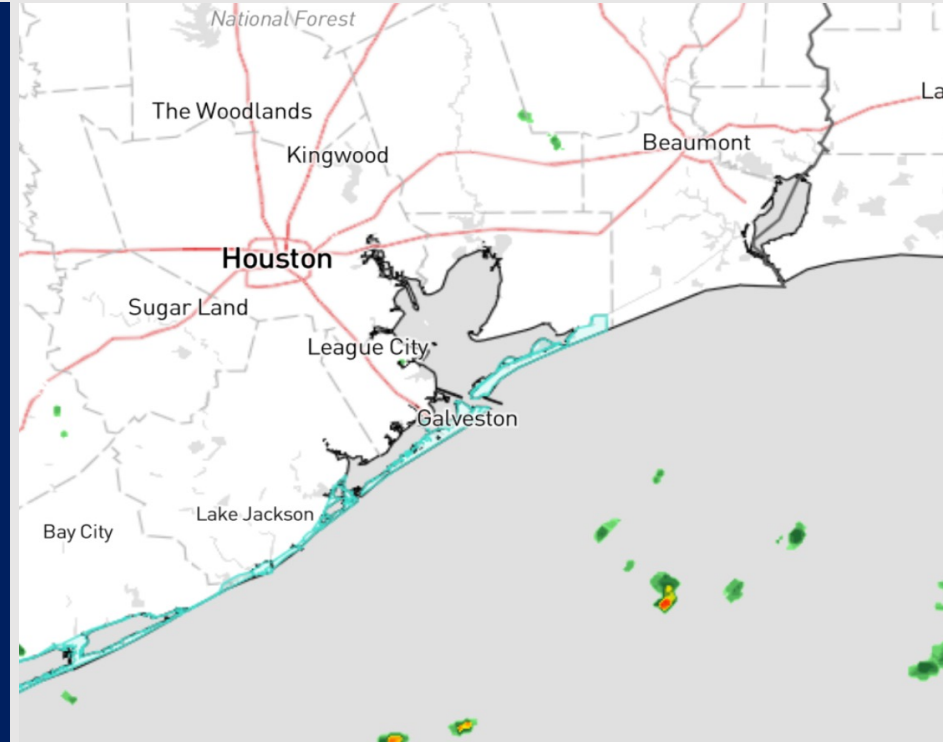 National Forest
The Woodlands
Kingwood
Beaumont
La
Houston
Sugar Land
League City
Galveston
Lake Jackson
Bay City